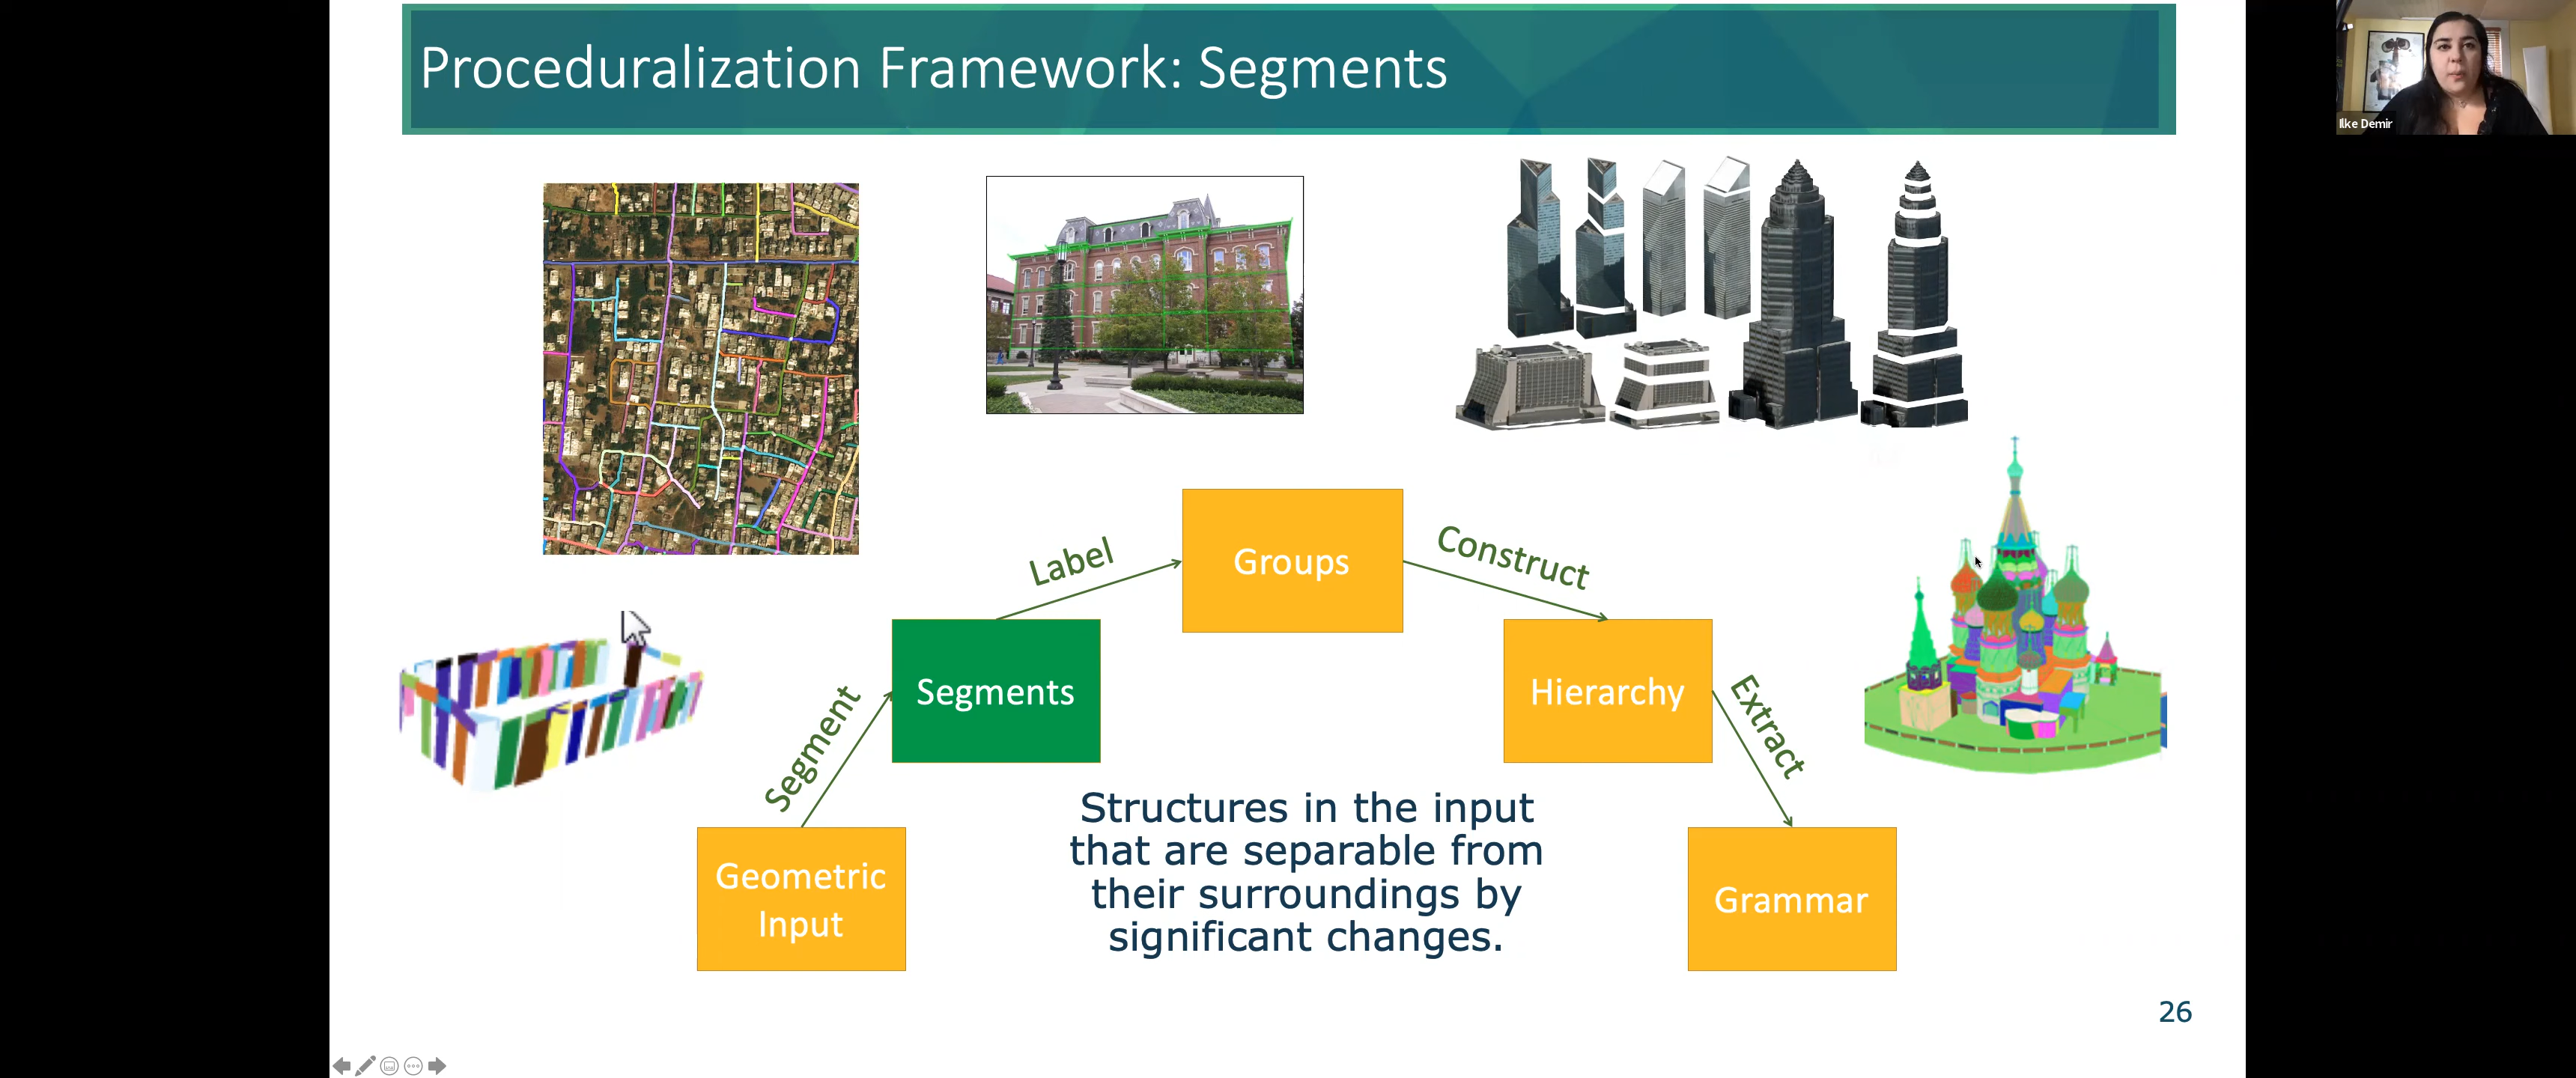 Proceduralization Framework: Segments
Ilke Demir
Label
Groups
Construct
Segment
Segments
Hierarchy
Extract
Geometric
Input
Structures in the input
that are separable from
their surroundings by
significant changes.
Grammar
26